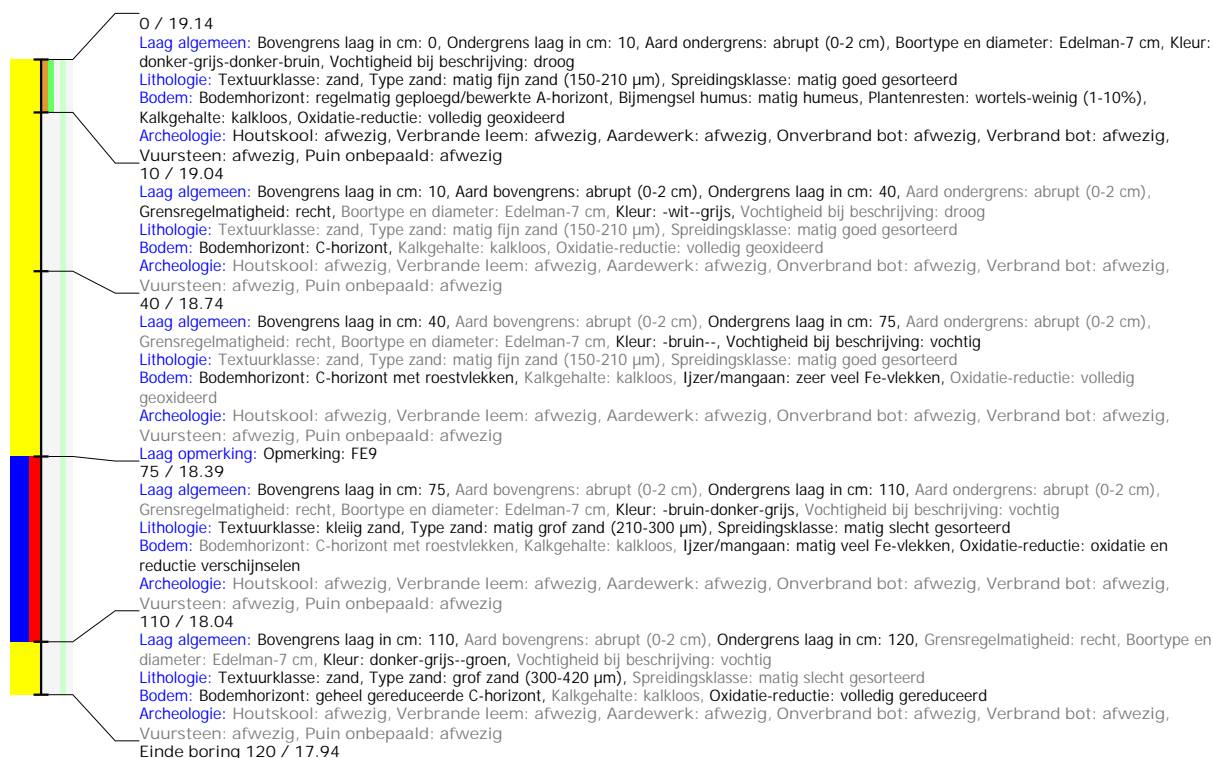 0 / 19.14
Laag algemeen: Bovengrens laag in cm: 0, Ondergrens laag in cm: 10, Aard ondergrens: abrupt (0-2 cm), Boortype en diameter: Edelman-7 cm, Kleur:
donker-grijs-donker-bruin, Vochtigheid bij beschrijving: droog
Lithologie: Textuurklasse: zand, Type zand: matig fijn zand (150-210 µm), Spreidingsklasse: matig goed gesorteerd
Bodem: Bodemhorizont: regelmatig geploegd/bewerkte A-horizont, Bijmengsel humus: matig humeus, Plantenresten: wortels-weinig (1-10%),
Kalkgehalte: kalkloos, Oxidatie-reductie: volledig geoxideerd
Archeologie: Houtskool: afwezig, Verbrande leem: afwezig, Aardewerk: afwezig, Onverbrand bot: afwezig, Verbrand bot: afwezig,
Vuursteen: afwezig, Puin onbepaald: afwezig
10 / 19.04
Laag algemeen: Bovengrens laag in cm: 10, Aard bovengrens: abrupt (0-2 cm), Ondergrens laag in cm: 40, Aard ondergrens: abrupt (0-2 cm),
Grensregelmatigheid: recht, Boortype en diameter: Edelman-7 cm, Kleur: -wit--grijs, Vochtigheid bij beschrijving: droog
Lithologie: Textuurklasse: zand, Type zand: matig fijn zand (150-210 µm), Spreidingsklasse: matig goed gesorteerd
Bodem: Bodemhorizont: C-horizont, Kalkgehalte: kalkloos, Oxidatie-reductie: volledig geoxideerd
Archeologie: Houtskool: afwezig, Verbrande leem: afwezig, Aardewerk: afwezig, Onverbrand bot: afwezig, Verbrand bot: afwezig,
Vuursteen: afwezig, Puin onbepaald: afwezig
40 / 18.74
Laag algemeen: Bovengrens laag in cm: 40, Aard bovengrens: abrupt (0-2 cm), Ondergrens laag in cm: 75, Aard ondergrens: abrupt (0-2 cm),
Grensregelmatigheid: recht, Boortype en diameter: Edelman-7 cm, Kleur: -bruin--, Vochtigheid bij beschrijving: vochtig
Lithologie: Textuurklasse: zand, Type zand: matig fijn zand (150-210 µm), Spreidingsklasse: matig goed gesorteerd
Bodem: Bodemhorizont: C-horizont met roestvlekken, Kalkgehalte: kalkloos, Ijzer/mangaan: zeer veel Fe-vlekken, Oxidatie-reductie: volledig
geoxideerd
Archeologie: Houtskool: afwezig, Verbrande leem: afwezig, Aardewerk: afwezig, Onverbrand bot: afwezig, Verbrand bot: afwezig,
Vuursteen: afwezig, Puin onbepaald: afwezig
Laag opmerking: Opmerking: FE9
75 / 18.39
Laag algemeen: Bovengrens laag in cm: 75, Aard bovengrens: abrupt (0-2 cm), Ondergrens laag in cm: 110, Aard ondergrens: abrupt (0-2 cm),
Grensregelmatigheid: recht, Boortype en diameter: Edelman-7 cm, Kleur: -bruin-donker-grijs, Vochtigheid bij beschrijving: vochtig
Lithologie: Textuurklasse: kleiig zand, Type zand: matig grof zand (210-300 µm), Spreidingsklasse: matig slecht gesorteerd
Bodem: Bodemhorizont: C-horizont met roestvlekken, Kalkgehalte: kalkloos, Ijzer/mangaan: matig veel Fe-vlekken, Oxidatie-reductie: oxidatie en
reductie verschijnselen
Archeologie: Houtskool: afwezig, Verbrande leem: afwezig, Aardewerk: afwezig, Onverbrand bot: afwezig, Verbrand bot: afwezig,
Vuursteen: afwezig, Puin onbepaald: afwezig
110 / 18.04
Laag algemeen: Bovengrens laag in cm: 110, Aard bovengrens: abrupt (0-2 cm), Ondergrens laag in cm: 120, Grensregelmatigheid: recht, Boortype en
diameter: Edelman-7 cm, Kleur: donker-grijs--groen, Vochtigheid bij beschrijving: vochtig
Lithologie: Textuurklasse: zand, Type zand: grof zand (300-420 µm), Spreidingsklasse: matig slecht gesorteerd
Bodem: Bodemhorizont: geheel gereduceerde C-horizont, Kalkgehalte: kalkloos, Oxidatie-reductie: volledig gereduceerd
Archeologie: Houtskool: afwezig, Verbrande leem: afwezig, Aardewerk: afwezig, Onverbrand bot: afwezig, Verbrand bot: afwezig,
Vuursteen: afwezig, Puin onbepaald: afwezig
Einde boring 120 / 17.94